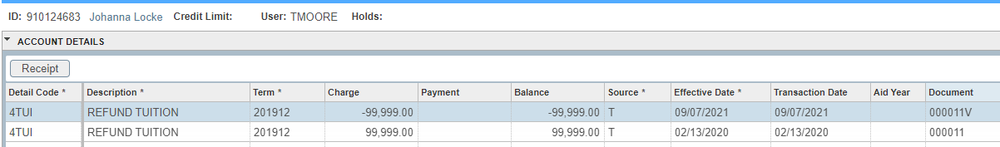 ID: 910124683 Johanna Locke Credit Limit: User: TMOORE Holds:
ACCOUNT DETAILS
Receipt
Detail Code * Description * Term * Charge Payment Balance Source * Effective Date * Transaction Date Aid Year Document
4TUI REFUND TUITION 201912 -99,999.00 -99,999.00 T 09/07/2021 09/07/2021 000011V
4TUI REFUND TUITION 201912 99,999.00 99,999.00 T 02/13/2020 02/13/2020 000011